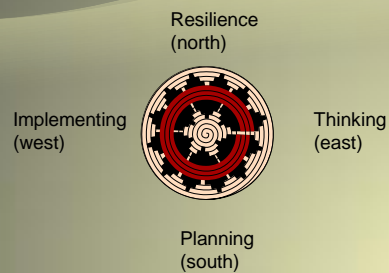 Resilience
(north)
Implementing
(west)
Thinking
(east)
Planning
(south)